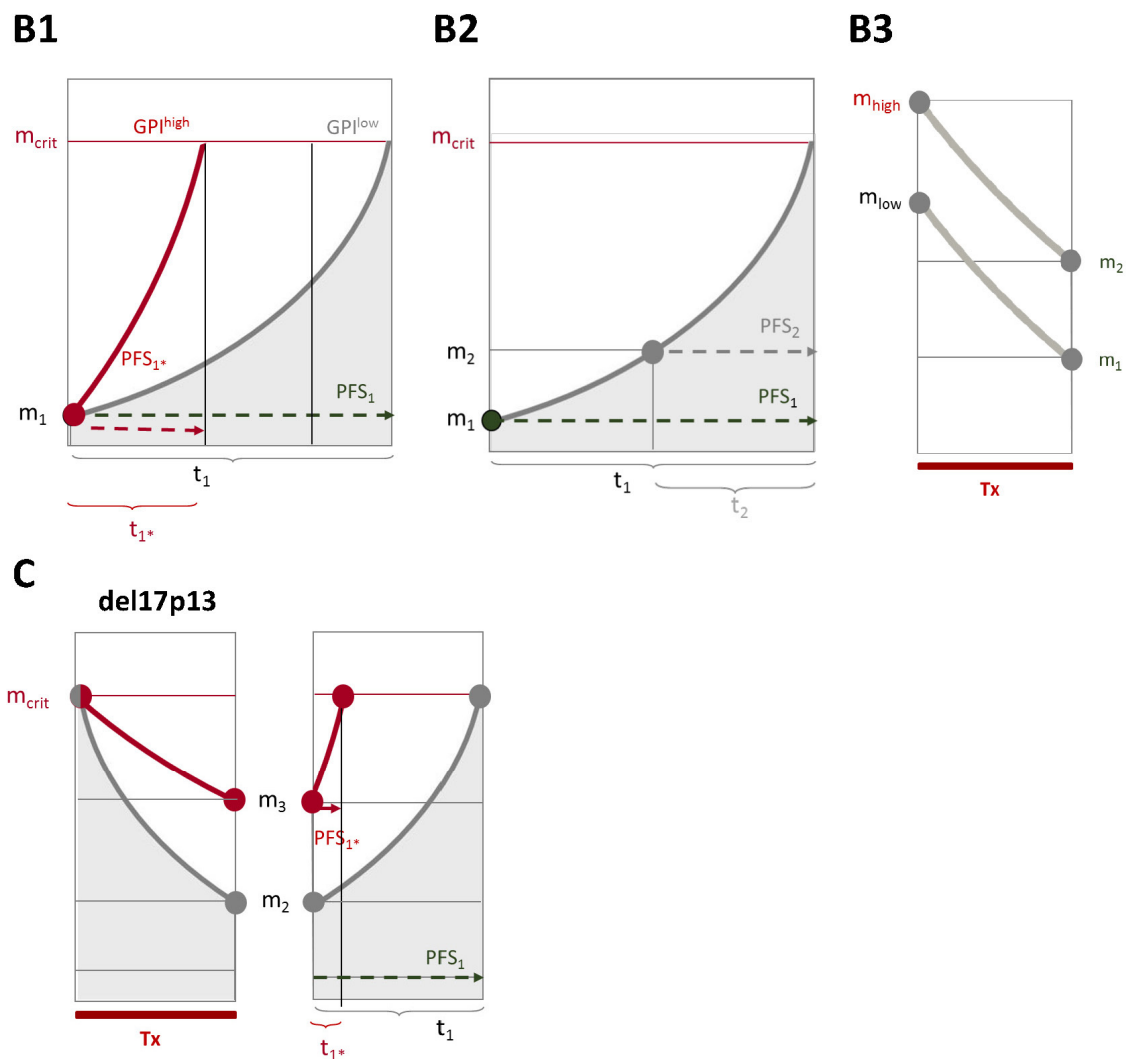 B1
B2
B3
m_crit
GPI^high
GPI^low
PFS_1*
PFS_1
m_1
t_1
t_1*
m_crit
m_2
PFS_2
m_1
PFS_1
t_1
t_2
m_high
m_low
m_2
m_1
Tx
C
del17p13
m_crit
m_3
PFS_1*
m_2
PFS_1
Tx
t_1
t_1*